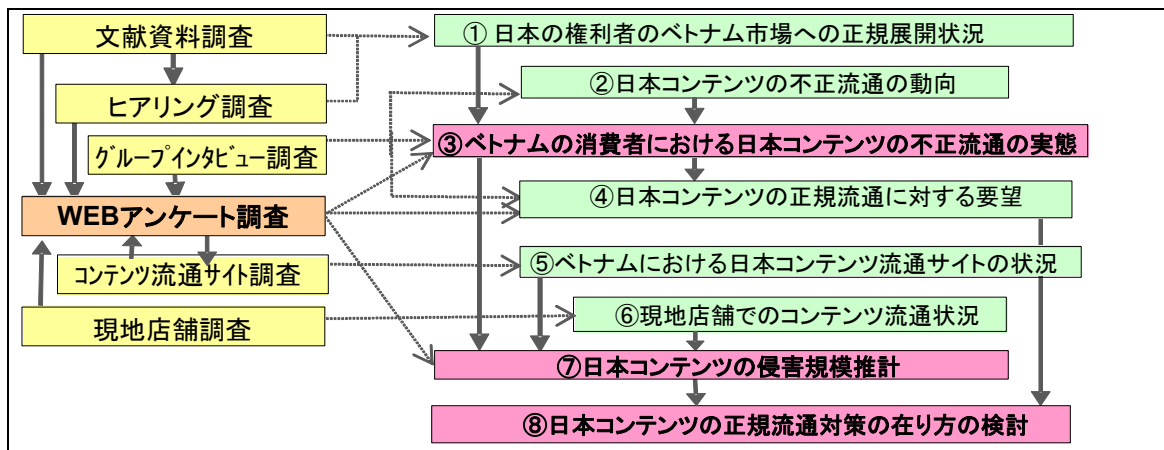 文献資料調査
ヒアリング調査
グループインタビュー調査
WEBアンケート調査
コンテンツ流通サイト調査
現地店舗調査
①日本の権利者のベトナム市場への正規展開状況
②日本コンテンツの不正流通の動向
③ベトナムの消費者における日本コンテンツの不正流通の実態
④日本コンテンツの正規流通に対する要望
⑤ベトナムにおける日本コンテンツ流通サイトの状況
⑥現地店舗でのコンテンツ流通状況
⑦日本コンテンツの侵害規模推計
⑧日本コンテンツの正規流通対策の在り方の検討